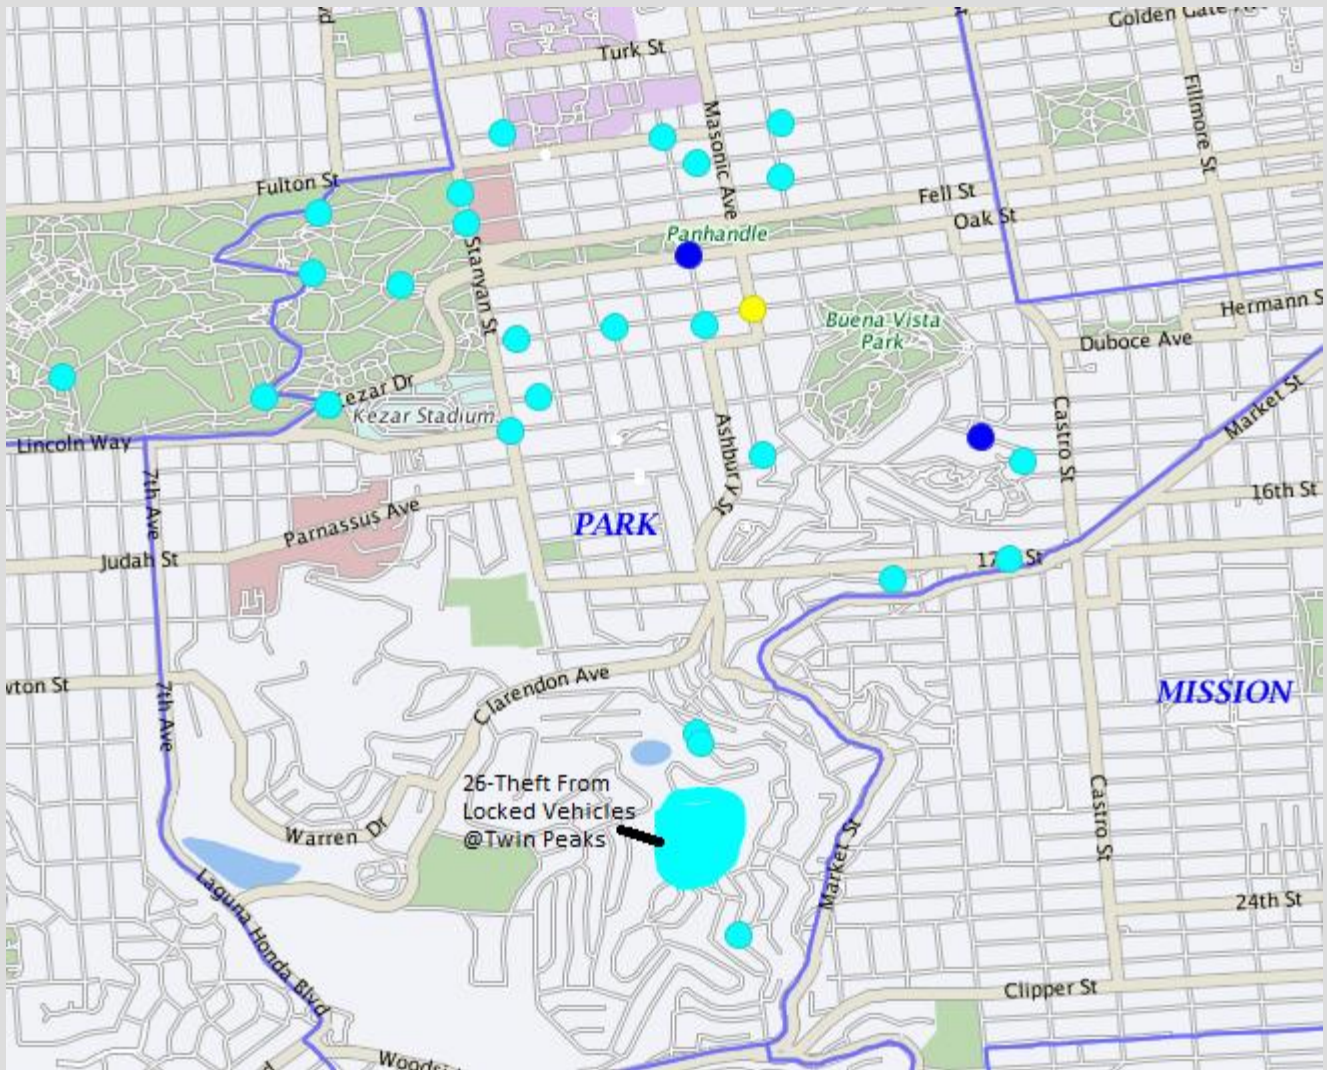 Golden Gate
Turk St
Fillmore St
Masonic Ave
Fulton St
Fell St
Oak St
Panhandle
Stanyan St
Buena Vista
Park
Hermann S
Duboce Ave
Kezar Dr
Kezar Stadium
Castro St
Market St
Lincoln Way
Ashbury St
7th Ave
16th St
Parnassus Ave
PARK
Judah St
St
Clarendon Ave
wton St
7th Ave
MISSION
26-Theft From
Locked Vehicles
@Twin Peaks
Castro St
Warren Dr
Market St
Laguna Honda Blvd
24th St
Clipper St